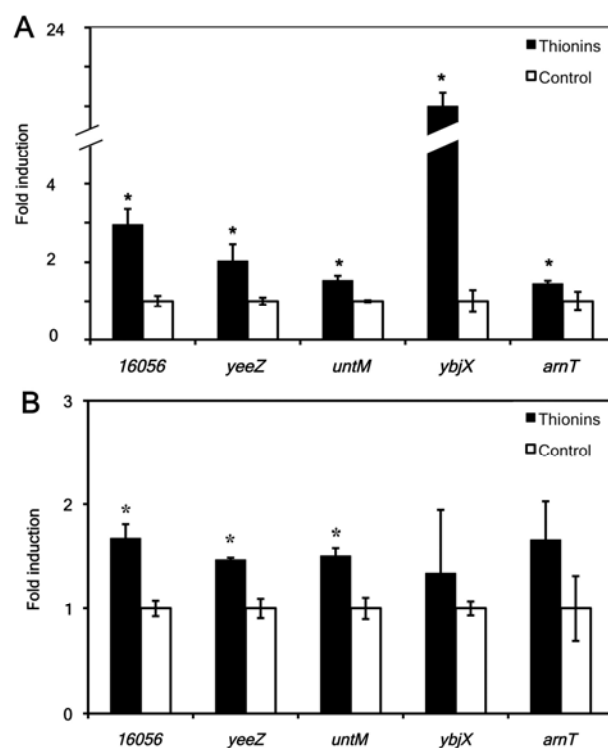 A
24
Thionins
Control
Fold induction
4
2
0
* * * * *
16056 yeeZ untM ybjX arnT
B
3
Thionins
Control
Fold induction
2
1
0
* * *
16056 yeeZ untM ybjX arnT